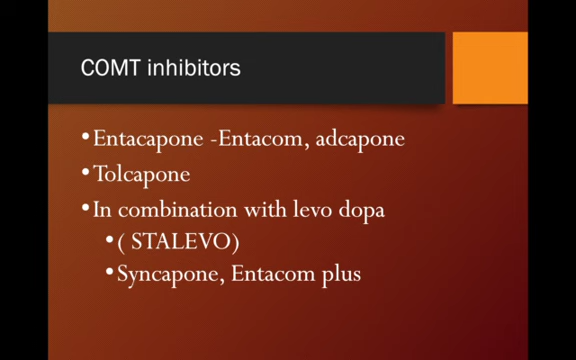 COMT inhibitors
•Entacapone -Entacom, adcapone
•Tolcapone
•In combination with levo dopa
•( STALEVO)
•Syncapone, Entacom plus